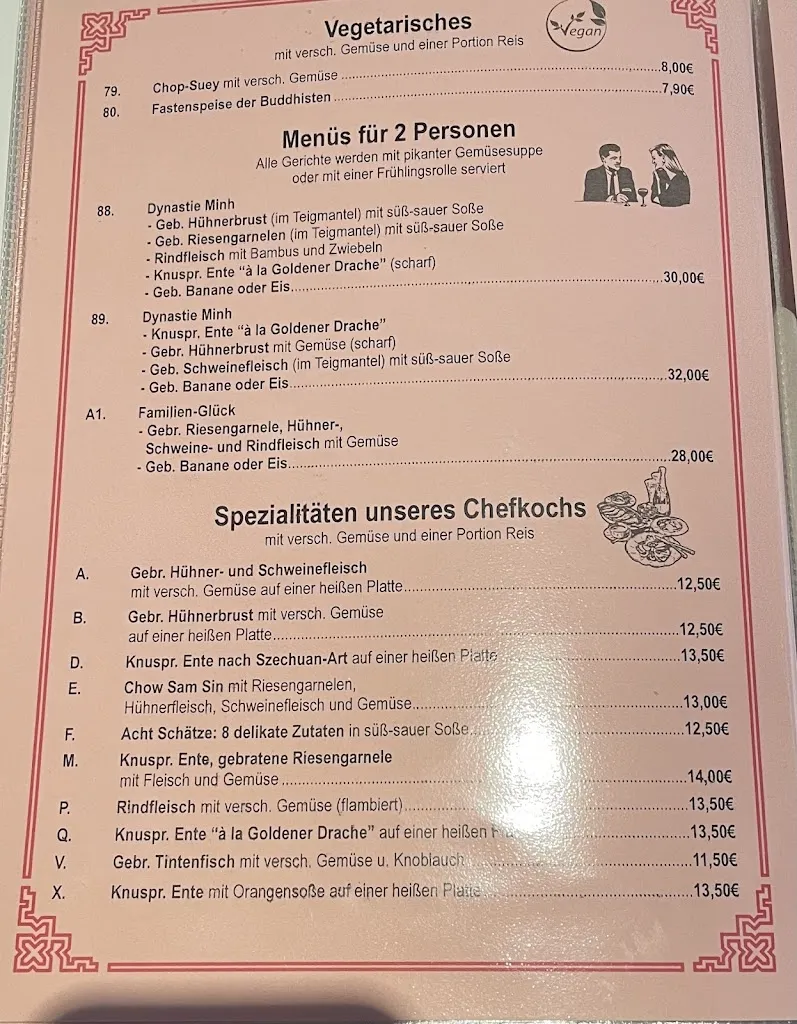 Vegetarisches
mit versch. Gemüse und einer Portion Reis
Vegan
79. Chop-Suey mit versch. Gemüse ........ 8,00€
80. Fastenspeise der Buddhisten ........ 7,90€
Menüs für 2 Personen
Alle Gerichte werden mit pikanter Gemüsesuppe
oder mit einer Frühlingsrolle serviert
88. Dynastie Minh
- Geb. Hühnerbrust (im Teigmantel) mit süß-sauer Soße
- Geb. Riesengarnelen (im Teigmantel) mit süß-sauer Soße
- Rindfleisch mit Bambus und Zwiebeln
- Knuspr. Ente “à la Goldener Drache” (scharf)
- Geb. Banane oder Eis ........ 30,00€
89. Dynastie Minh
- Knuspr. Ente “à la Goldener Drache”
- Gebr. Hühnerbrust mit Gemüse (scharf)
- Geb. Schweinefleisch (im Teigmantel) mit süß-sauer Soße
- Geb. Banane oder Eis ........ 32,00€
A1. Familien-Glück
- Gebr. Riesengarnele, Hühner-,
Schweine- und Rindfleisch mit Gemüse
- Geb. Banane oder Eis ........ 28,00€
Spezialitäten unseres Chefkochs
mit versch. Gemüse und einer Portion Reis
A. Gebr. Hühner- und Schweinefleisch
mit versch. Gemüse auf einer heißen Platte ........ 12,50€
B. Gebr. Hühnerbrust mit versch. Gemüse
auf einer heißen Platte ........ 12,50€
D. Knuspr. Ente nach Szechuan-Art auf einer heißen Platte ........ 13,50€
E. Chow Sam Sin mit Riesengarnelen,
Hühnerfleisch, Schweinefleisch und Gemüse ........ 13,00€
F. Acht Schätze: 8 delikate Zutaten in süß-sauer Soße ........ 12,50€
M. Knuspr. Ente, gebratene Riesengarnele
mit Fleisch und Gemüse ........ 14,00€
P. Rindfleisch mit versch. Gemüse (flambiert) ........ 13,50€
Q. Knuspr. Ente “à la Goldener Drache” auf einer heißen ........ 13,50€
V. Gebr. Tintenfisch mit versch. Gemüse u. Knoblauch ........ 11,50€
X. Knuspr. Ente mit Orangensoße auf einer heißen Platte ........ 13,50€